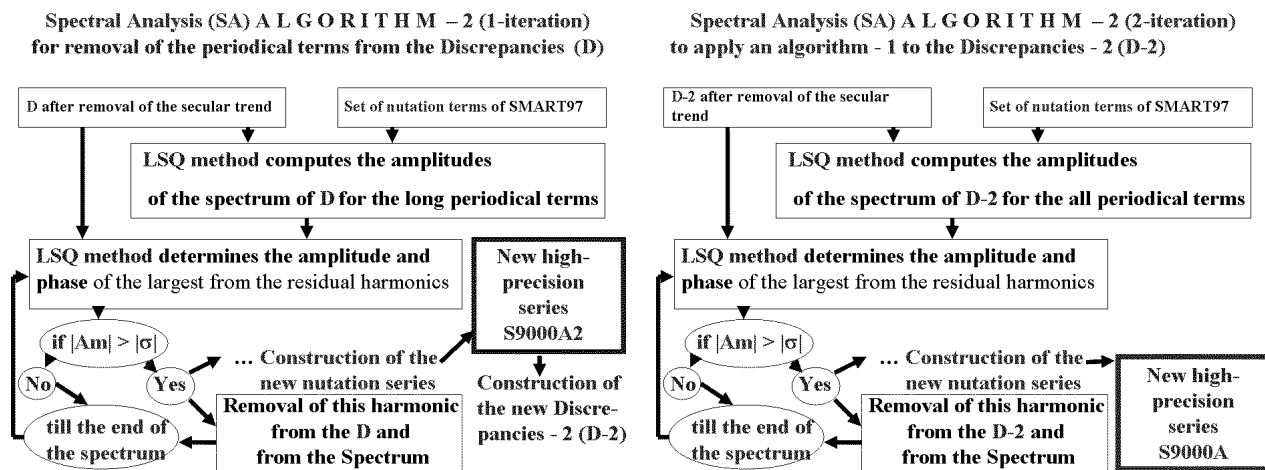 Spectral Analysis (SA) A L G O R I T H M – 2 (1-iteration)
for removal of the periodical terms from the Discrepancies (D)
D after removal of the secular trend
Set of nutation terms of SMART97
LSQ method computes the amplitudes
of the spectrum of D for the long periodical terms
LSQ method determines the amplitude and
phase of the largest from the residual harmonics
if |Am| > |σ|
No
Yes
... Construction of the
new nutation series
Removal of this harmonic
from the D and
from the Spectrum
till the end of
the spectrum
New high-
precision
series
S9000A2
Construction of
the new Discre-
pancies - 2 (D-2)
Spectral Analysis (SA) A L G O R I T H M – 2 (2-iteration)
to apply an algorithm - 1 to the Discrepancies - 2 (D-2)
D-2 after removal of the secular
trend
Set of nutation terms of SMART97
LSQ method computes the amplitudes
of the spectrum of D-2 for the all periodical terms
LSQ method determines the amplitude and
phase of the largest from the residual harmonics
if |Am| > |σ|
No
Yes
... Construction of the
new nutation series
Removal of this harmonic
from the D-2 and
from the Spectrum
till the end of
the spectrum
New high-
precision
series
S9000A